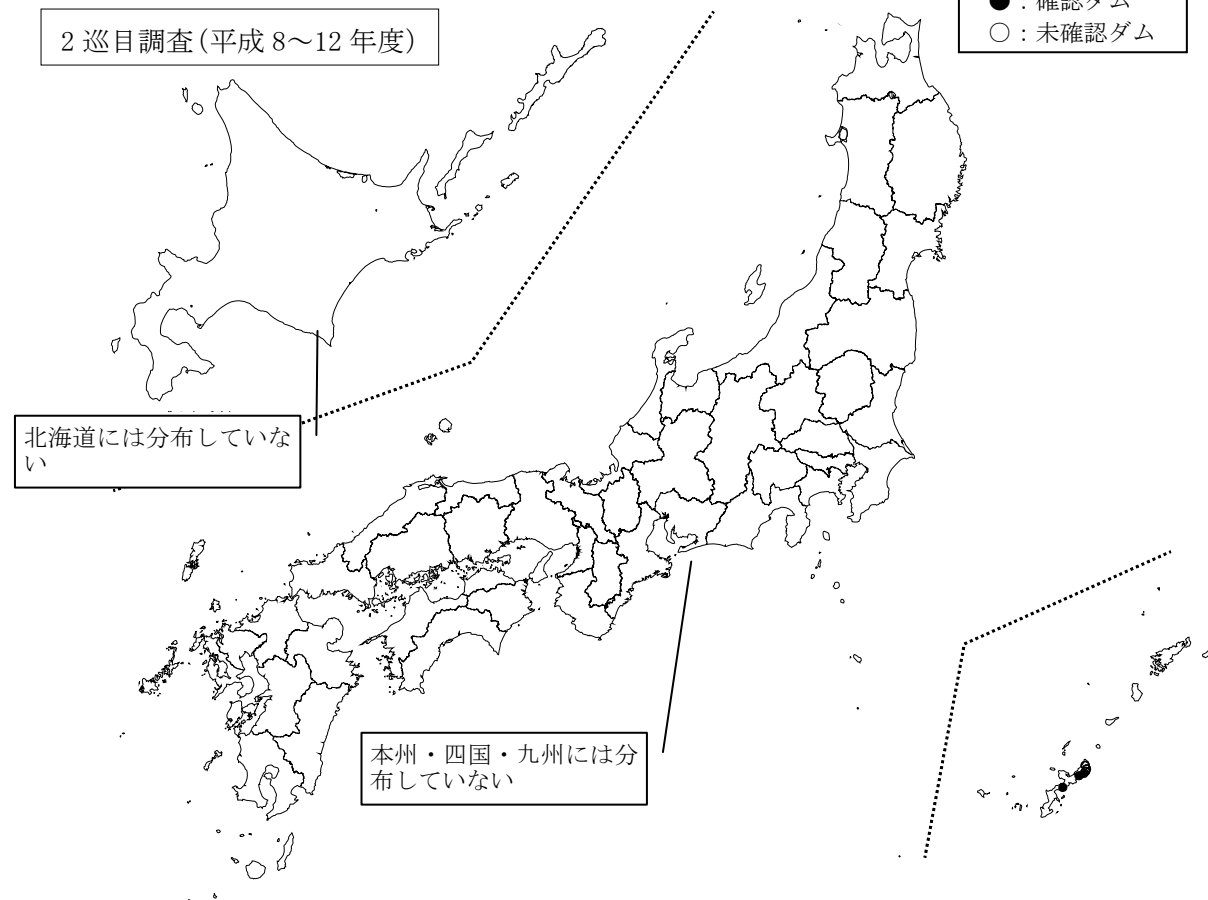 ●：確認ダム
○：未確認ダム
2 巡目調査(平成 8～12 年度)
北海道には分布していな
い
本州・四国・九州には分
布していない